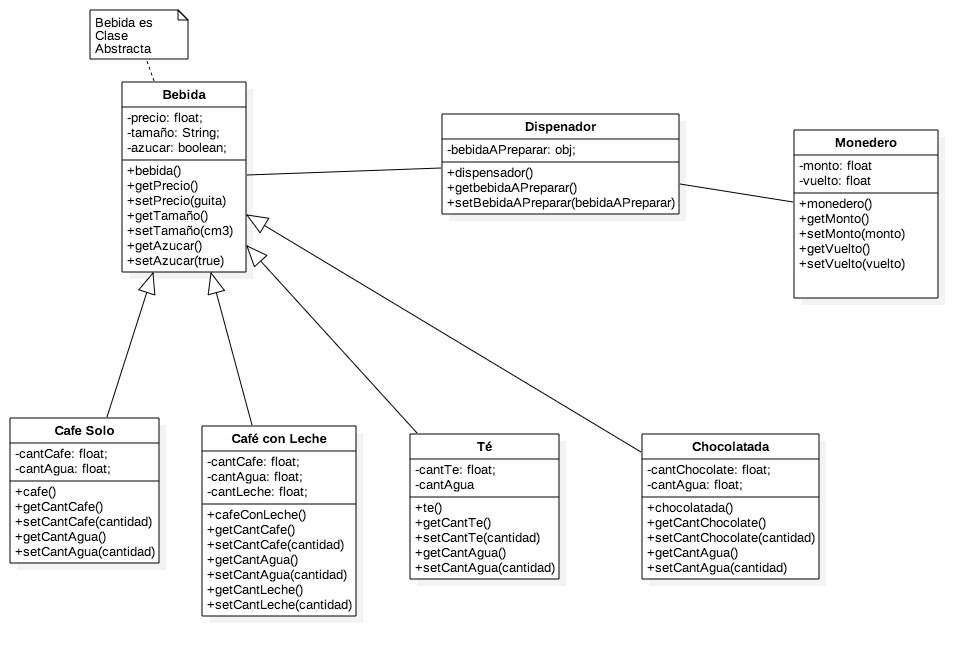 Bebida es
Clase
Abstracta
Bebida
-precio: float;
-tamaño: String;
-azucar: boolean;
+bebida()
+getPrecio()
+setPrecio(guita)
+getTamaño()
+setTamaño(cm3)
+getAzucar()
+setAzucar(true)
Dispenador
-bebidaAPreparar: obj;
+dispensador()
+getbebidaAPreparar()
+setBebidaAPreparar(bebidaAPreparar)
Monedero
-monto: float
-vuelto: float
+monedero()
+getMonto()
+setMonto(monto)
+getVuelto()
+setVuelto(vuelto)
Cafe Solo
-cantCafe: float;
-cantAgua: float;
+cafe()
+getCantCafe()
+setCantCafe(cantidad)
+getCantAgua()
+setCantAgua(cantidad)
Café con Leche
-cantCafe: float;
-cantAgua: float;
-cantLeche: float;
+cafeConLeche()
+getCantCafe()
+setCantCafe(cantidad)
+getCantAgua()
+setCantAgua(cantidad)
+getCantLeche()
+setCantLeche(cantidad)
Té
-cantTe: float;
-cantAgua
+te()
+getCantTe()
+setCantTe(cantidad)
+getCantAgua()
+setCantAgua(cantidad)
Chocolatada
-cantChocolate: float;
-cantAgua: float;
+chocolatada()
+getCantChocolate()
+setCantChocolate(cantidad)
+getCantAgua()
+setCantAgua(cantidad)